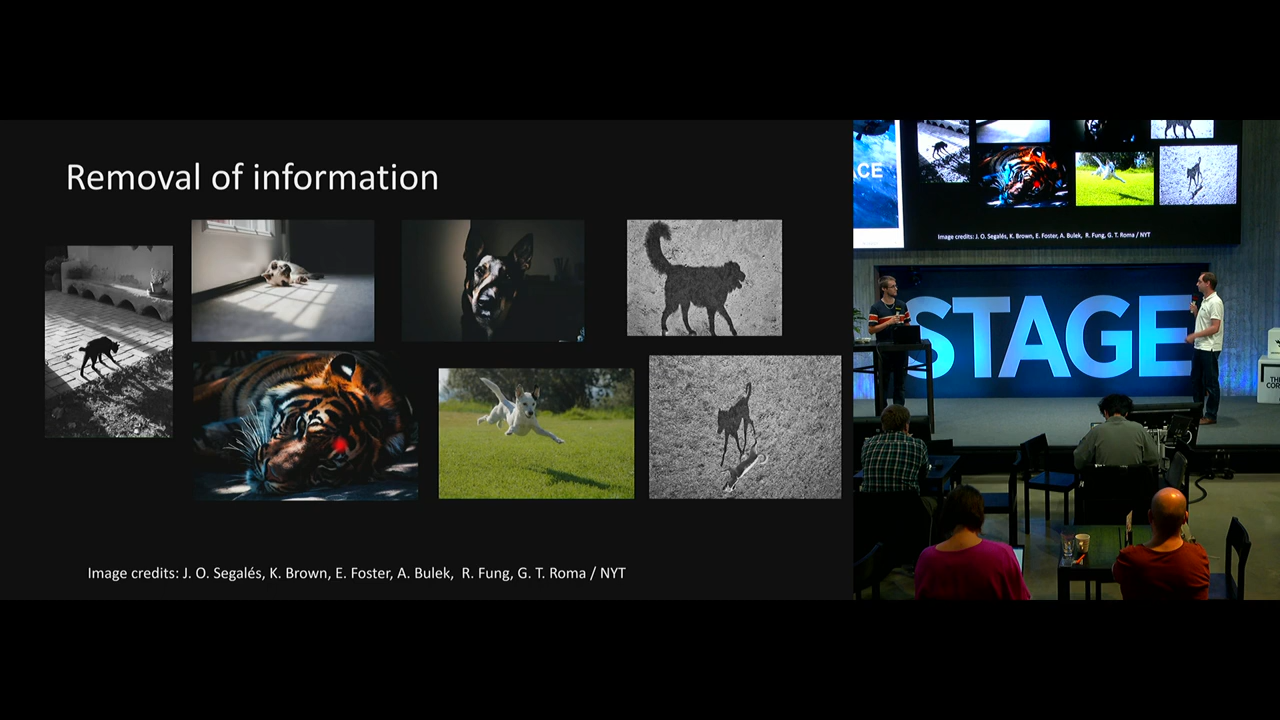 Removal of information
Image credits: J. O. Segalés, K. Brown, E. Foster, A. Bulek, R. Fung, G. T. Roma / NYT
ACE
Image credits: J. O. Segalés, K. Brown, E. Foster, A. Bulek, R. Fung, G. T. Roma / NYT
STAGE